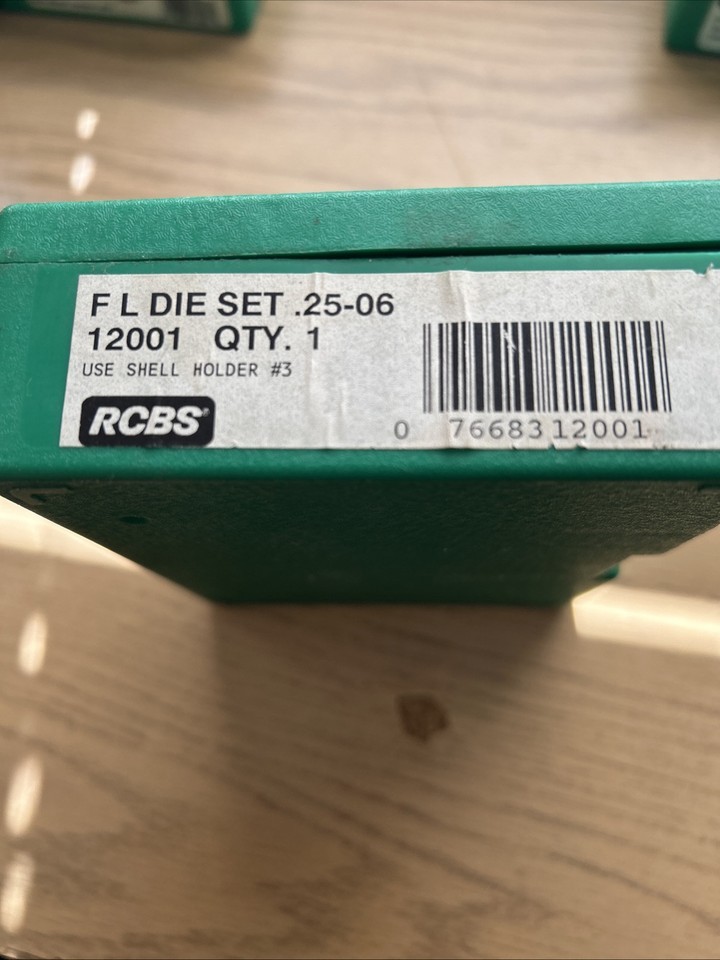 F L DIE SET .25-06
12001 QTY. 1
USE SHELL HOLDER #3
RCBS®
0 76683 12001